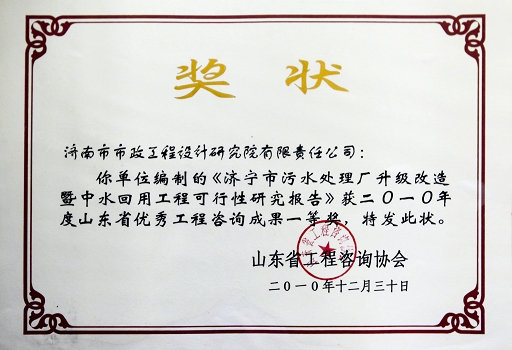 奖 状
济南市市政工程设计研究院有限责任公司：
你单位编制的《济宁市污水处理厂升级改造
暨中水回用工程可行性研究报告》获二〇一〇年
度山东省优秀工程咨询成果一等奖，特发此状。
山东省工程咨询协会
二〇一〇年十二月三十日